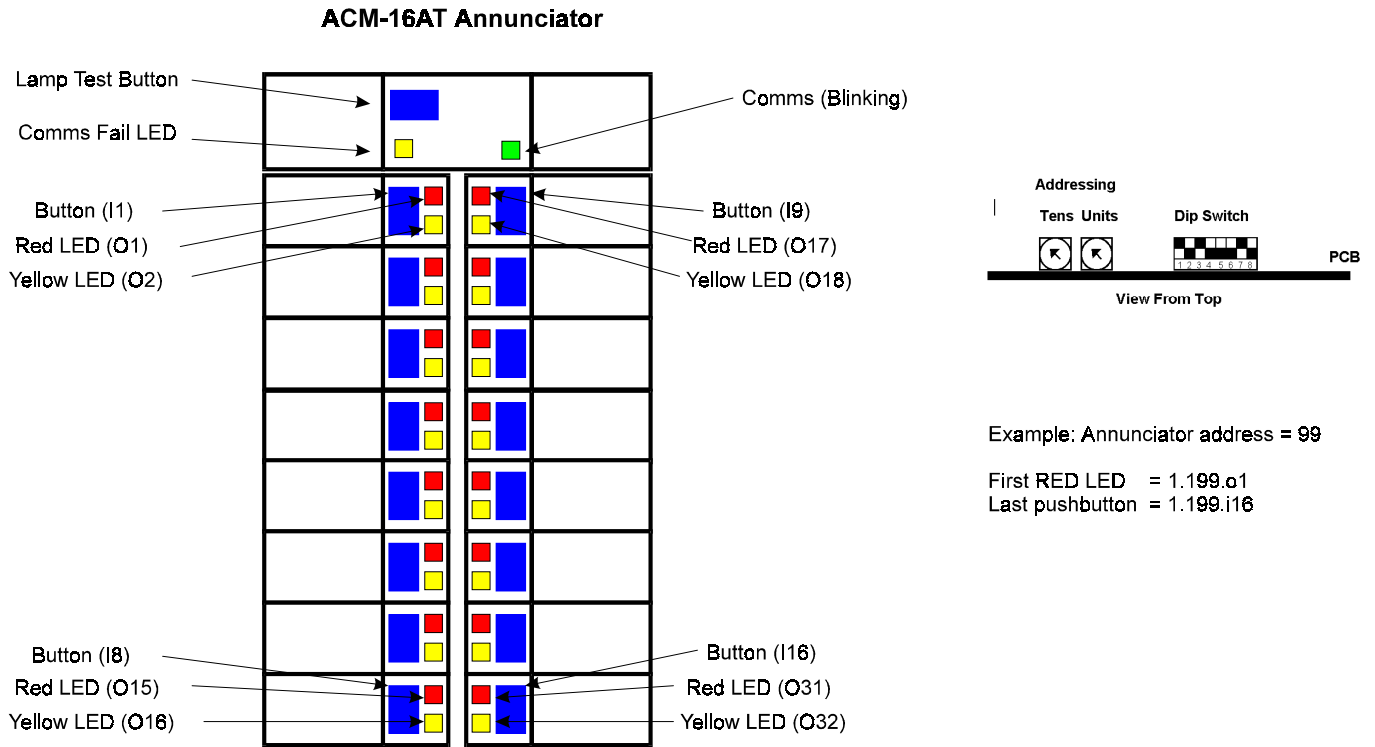 ACM-16AT Annunciator
Lamp Test Button
Comms Fail LED
Comms (Blinking)
Button (I1)
Red LED (O1)
Yellow LED (O2)
Button (I9)
Red LED (O17)
Yellow LED (O18)
Button (I8)
Red LED (O15)
Yellow LED (O16)
Button (I16)
Red LED (O31)
Yellow LED (O32)
Addressing
Tens Units
Dip Switch
1 2 3 4 5 6 7 8
PCB
View From Top
Example: Annunciator address = 99
First RED LED = 1.199.o1
Last pushbutton = 1.199.i16